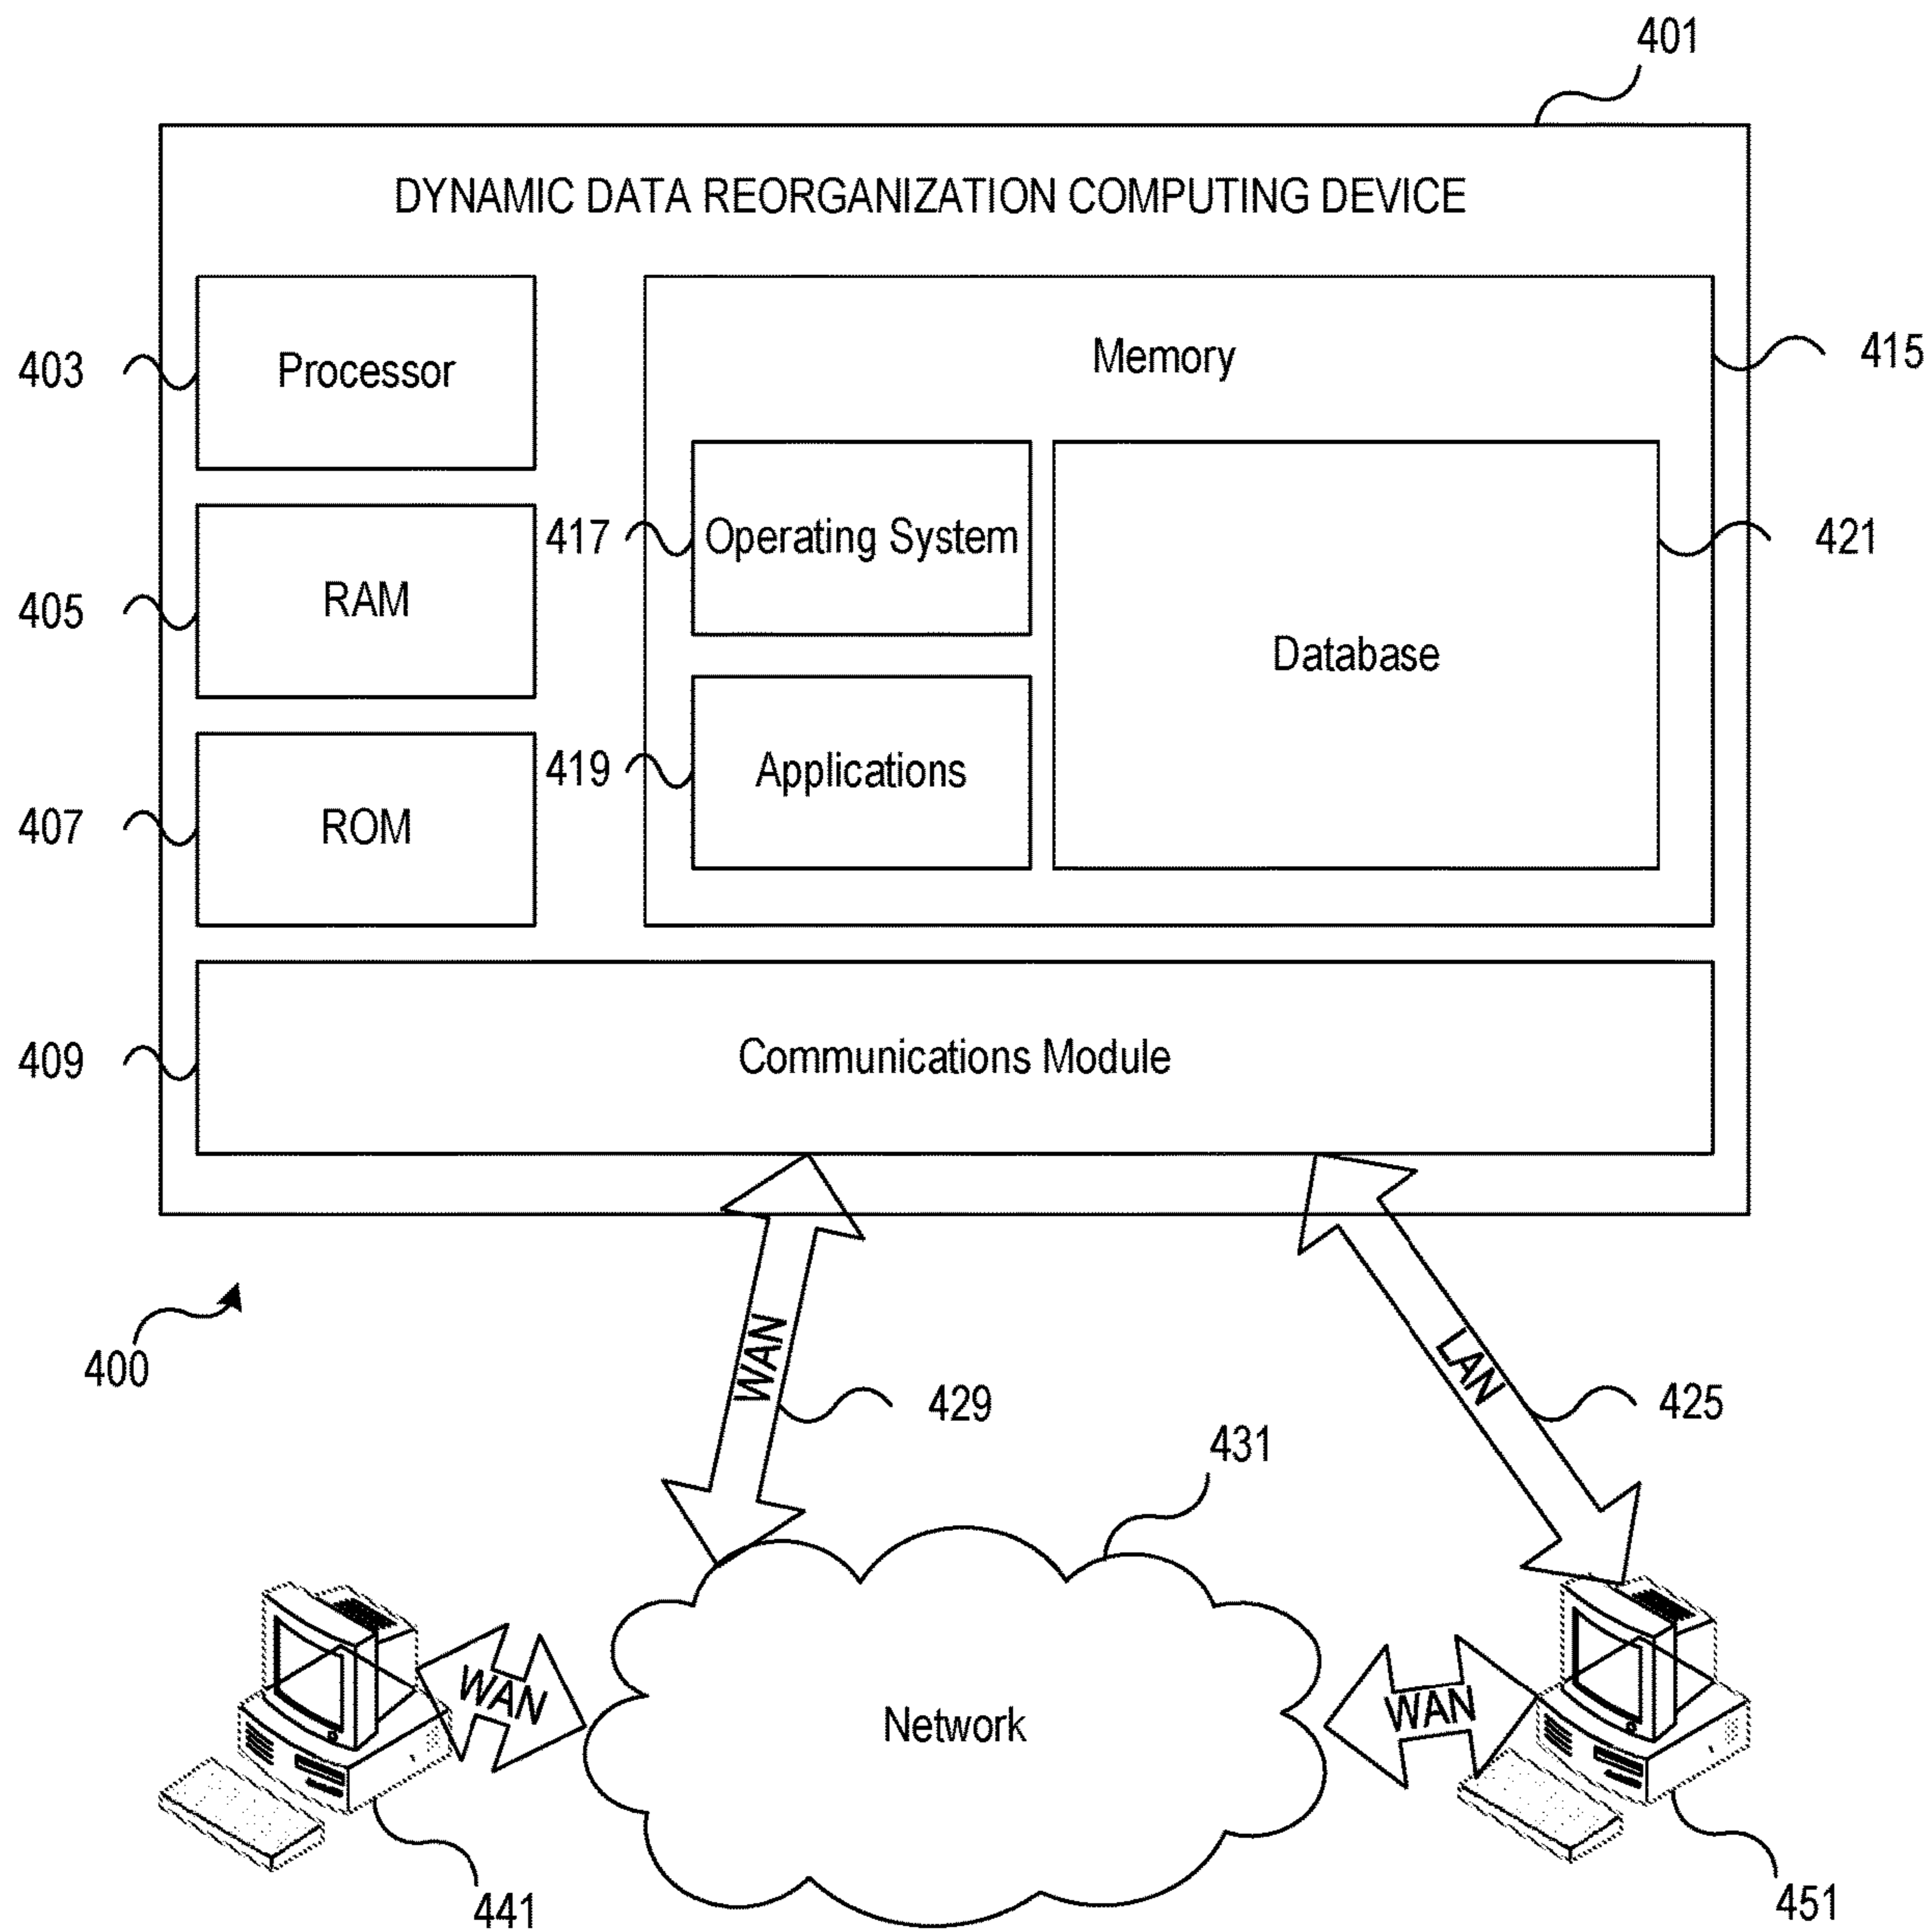 401
DYNAMIC DATA REORGANIZATION COMPUTING DEVICE
403
Processor
Memory
415
417
Operating System
421
405
RAM
Database
419
Applications
407
ROM
409
Communications Module
400
WAN
429
LAN
425
431
WAN
Network
WAN
441
451